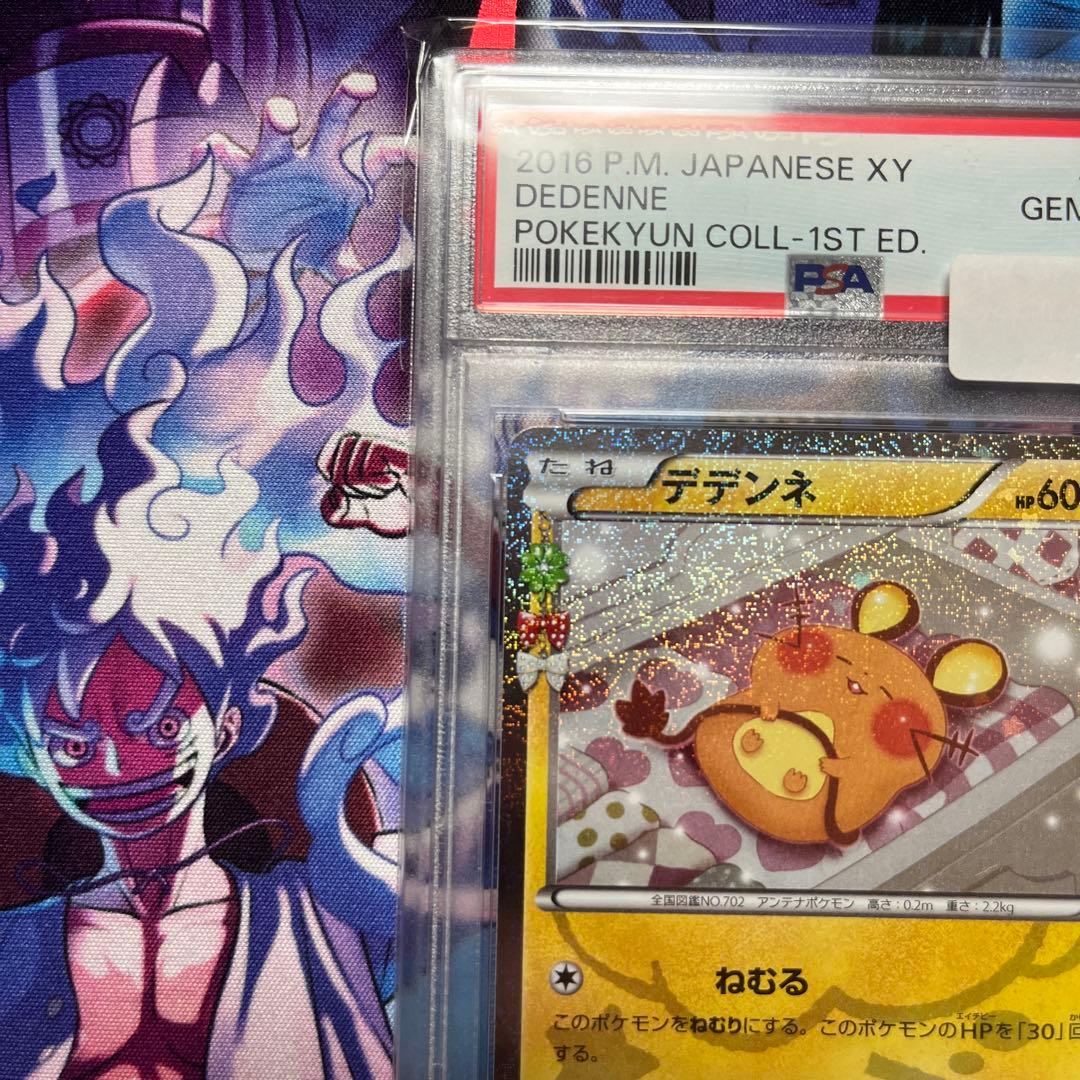 2016 P.M. JAPANESE XY
DEDENNE
GEM
POKEKYUN COLL-1ST ED.
PSA
たね
デデンネ
HP60
全国図鑑NO.702 アンテナポケモン 高さ:0.2m 重さ:2.2kg
ねむる
このポケモンをねむりにする。このポケモンのHPを「30」回
エイチピー
する。